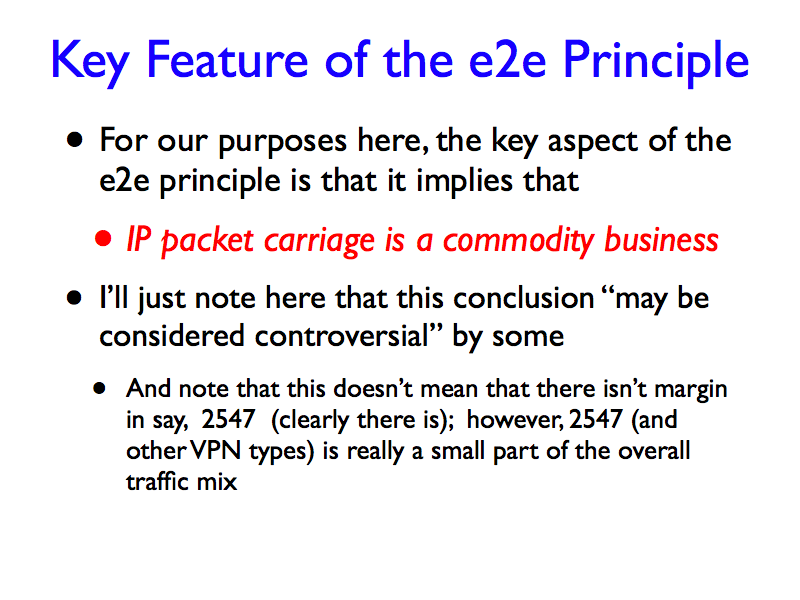 Key Feature of the e2e Principle
• For our purposes here, the key aspect of the
e2e principle is that it implies that
• IP packet carriage is a commodity business
• I’ll just note here that this conclusion “may be
considered controversial” by some
• And note that this doesn’t mean that there isn’t margin
in say, 2547 (clearly there is); however, 2547 (and
other VPN types) is really a small part of the overall
traffic mix